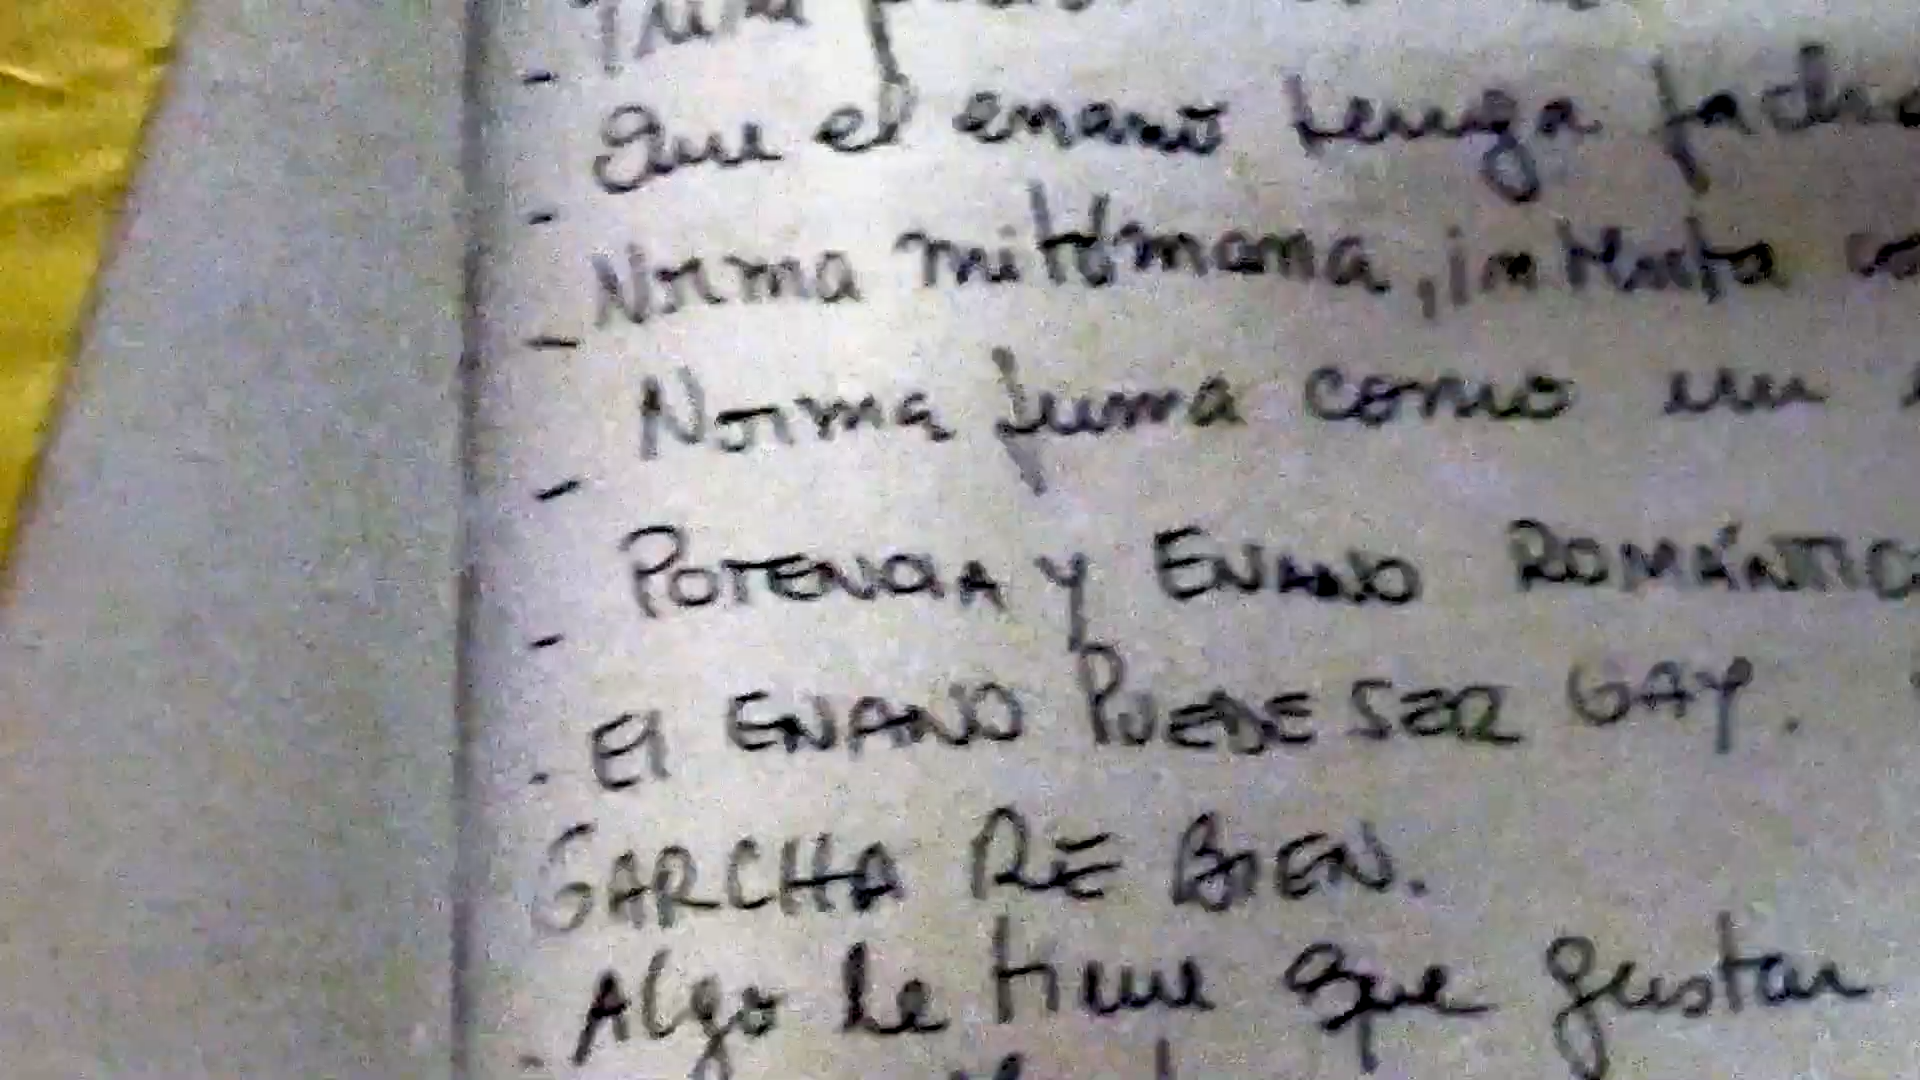 - Que el enano tenga
- Norma mitómana, intenta
- Norma fuma como un
- POTENCIA Y ENANO ROMÁNTIC
- El ENANO PUEDE SER GAY.
. GARCHA RE BIEN.
Algo le tiene que gustar